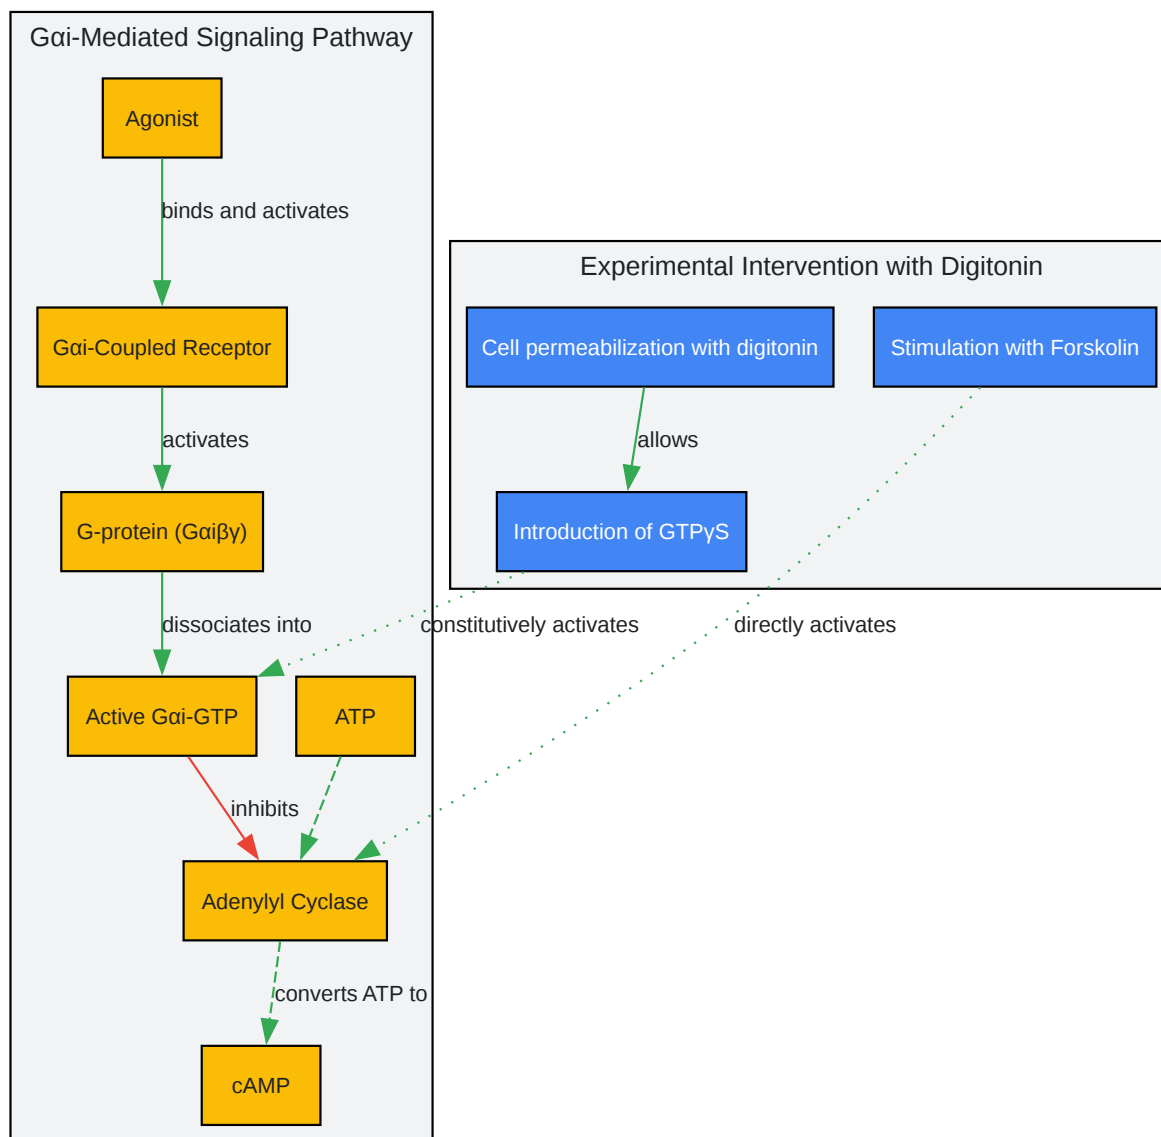 Gαi-Mediated Signaling Pathway
Agonist
binds and activates
Gαi-Coupled Receptor
activates
G-protein (Gαiβγ)
dissociates into
Active Gαi-GTP
ATP
inhibits
Adenylyl Cyclase
converts ATP to
cAMP
Experimental Intervention with Digitonin
Cell permeabilization with digitonin
Stimulation with Forskolin
allows
Introduction of GTPγS
constitutively activates
directly activates